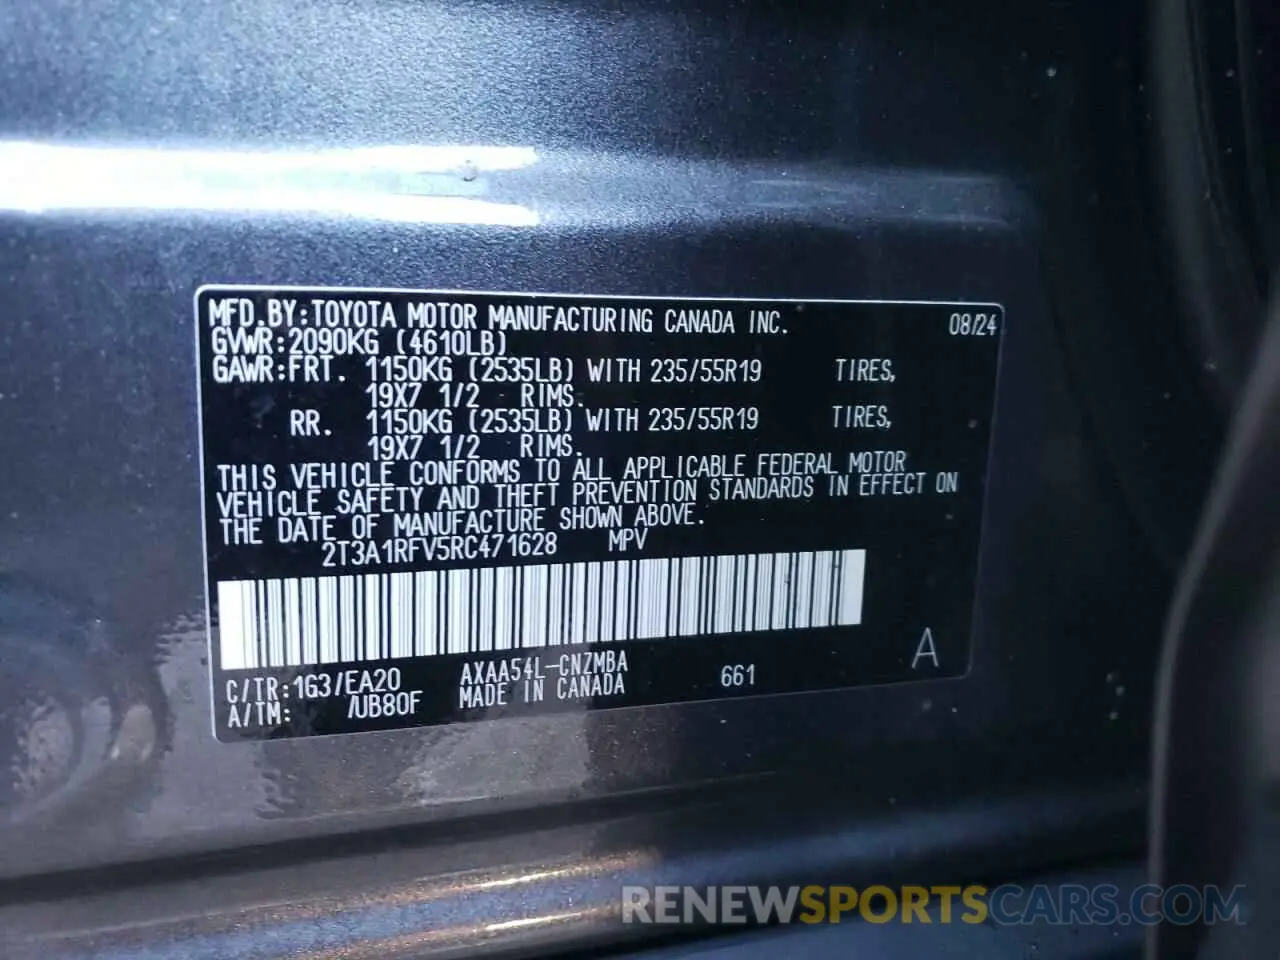 MFD.BY:TOYOTA MOTOR MANUFACTURING CANADA INC. 08/24
GVWR:2090KG (4610LB)
GAWR:FRT. 1150KG (2535LB) WITH 235/55R19 TIRES,
19X7 1/2 RIMS.
RR. 1150KG (2535LB) WITH 235/55R19 TIRES,
19X7 1/2 RIMS.
THIS VEHICLE CONFORMS TO ALL APPLICABLE FEDERAL MOTOR
VEHICLE SAFETY AND THEFT PREVENTION STANDARDS IN EFFECT ON
THE DATE OF MANUFACTURE SHOWN ABOVE.
2T3A1RFV5RC471628 MPV
C/TR:1G3/EA20 AXAA54L-CNZMBA 661 A
A/TM: /UB80F MADE IN CANADA
RENEWSPORTSCARS.COM